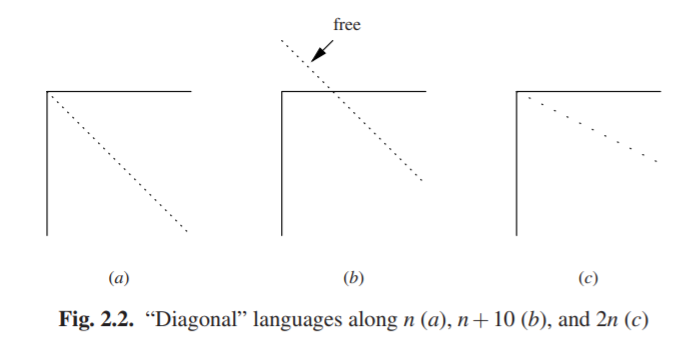 free
(a) (b) (c)
Fig. 2.2. “Diagonal” languages along n (a), n + 10 (b), and 2n (c)